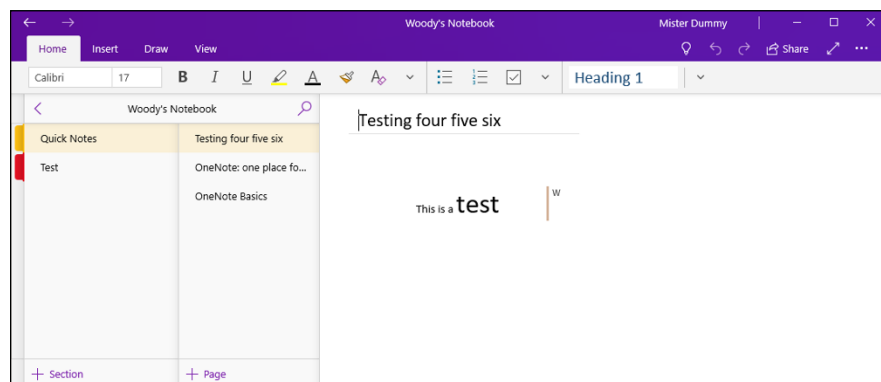 Woody's Notebook Mister Dummy
Home Insert Draw View Share
Calibri 17 B I U A A Heading 1
Woody's Notebook
Quick Notes
Test
Testing four five six
OneNote: one place fo...
OneNote Basics
Testing four five six
This is a test
W
+ Section
+ Page